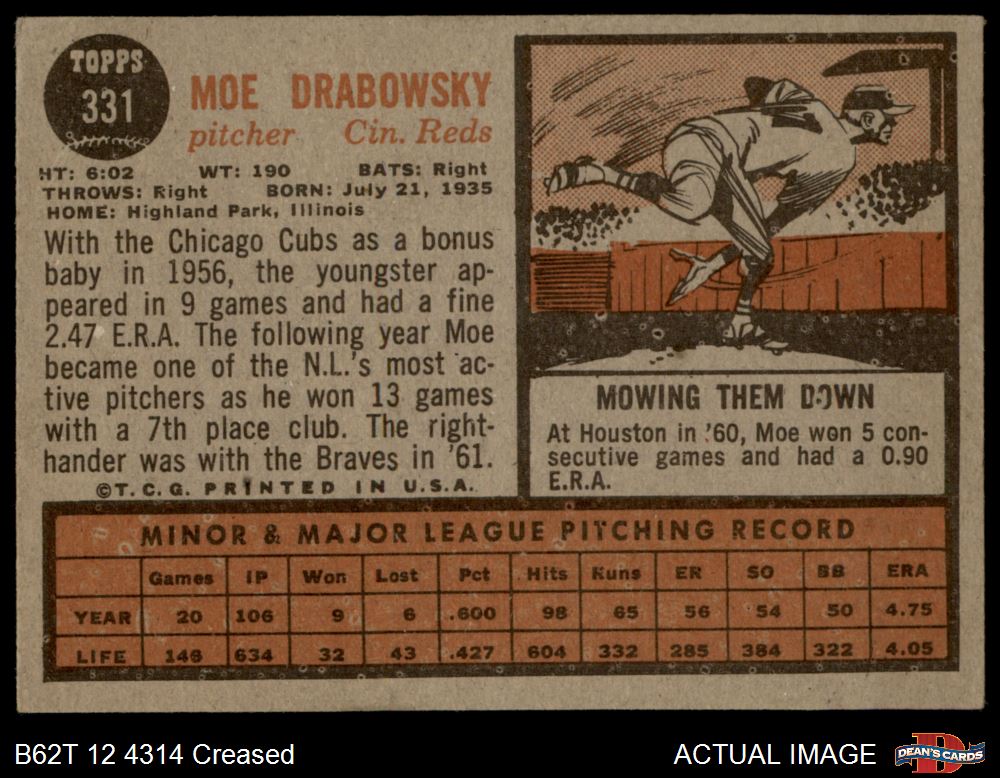 TOPPS
331
MOE DRABOWSKY
pitcher Cin. Reds
HT: 6:02 WT: 190 BATS: Right
THROWS: Right BORN: July 21, 1935
HOME: Highland Park, Illinois
With the Chicago Cubs as a bonus
baby in 1956, the youngster ap-
peared in 9 games and had a fine
2.47 E.R.A. The following year Moe
became one of the N.L.'s most ac-
tive pitchers as he won 13 games
with a 7th place club. The right-
hander was with the Braves in '61.
©T.C.G. PRINTED IN U.S.A.
MOWING THEM DOWN
At Houston in '60, Moe won 5 con-
secutive games and had a 0.90
E.R.A.
MINOR & MAJOR LEAGUE PITCHING RECORD
Games IP Won Lost Pct Hits Runs ER SO BB ERA
YEAR 20 106 9 6 .600 98 65 56 54 50 4.75
LIFE 146 634 32 43 .427 604 332 285 384 322 4.05
B62T 12 4314 Creased ACTUAL IMAGE DEAN'S CARDS